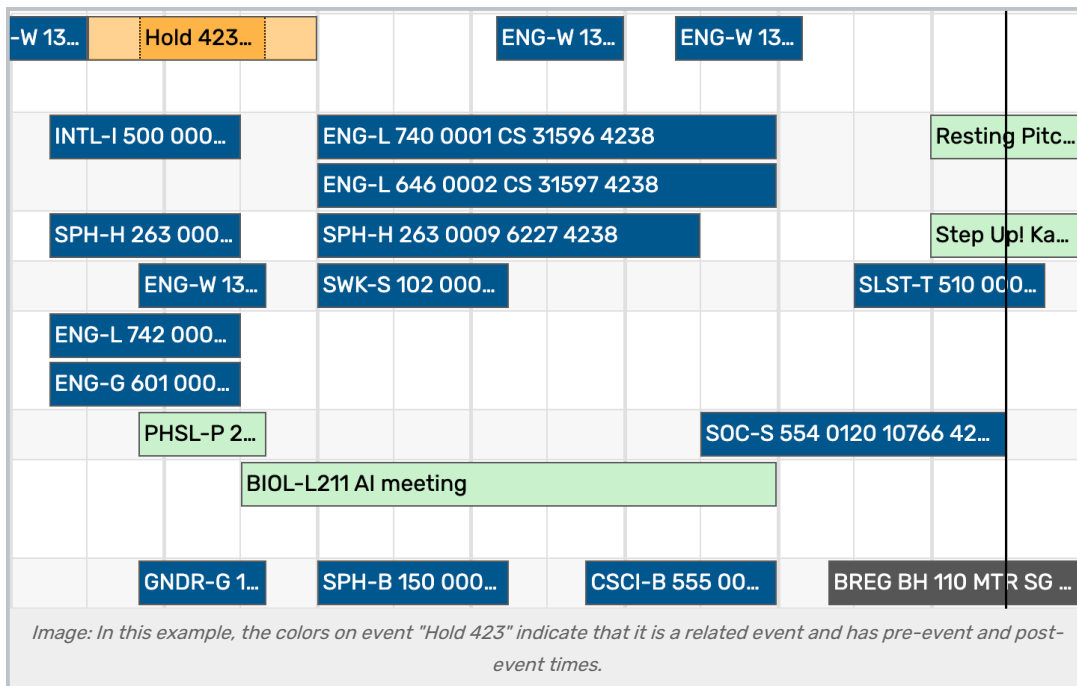 -W 13...
Hold 423...
ENG-W 13...
ENG-W 13...
INTL-I 500 000...
ENG-L 740 0001 CS 31596 4238
Resting Pitc...
ENG-L 646 0002 CS 31597 4238
SPH-H 263 000...
SPH-H 263 0009 6227 4238
Step Up! Ka...
ENG-W 13...
SWK-S 102 000...
SLST-T 510 000...
ENG-L 742 000...
ENG-G 601 000...
PHSL-P 2...
SOC-S 554 0120 10766 42...
BIOL-L211 AI meeting
GNDR-G 1...
SPH-B 150 000...
CSCI-B 555 00...
BREG BH 110 MTR SG ...
Image: In this example, the colors on event "Hold 423" indicate that it is a related event and has pre-event and post-
event times.